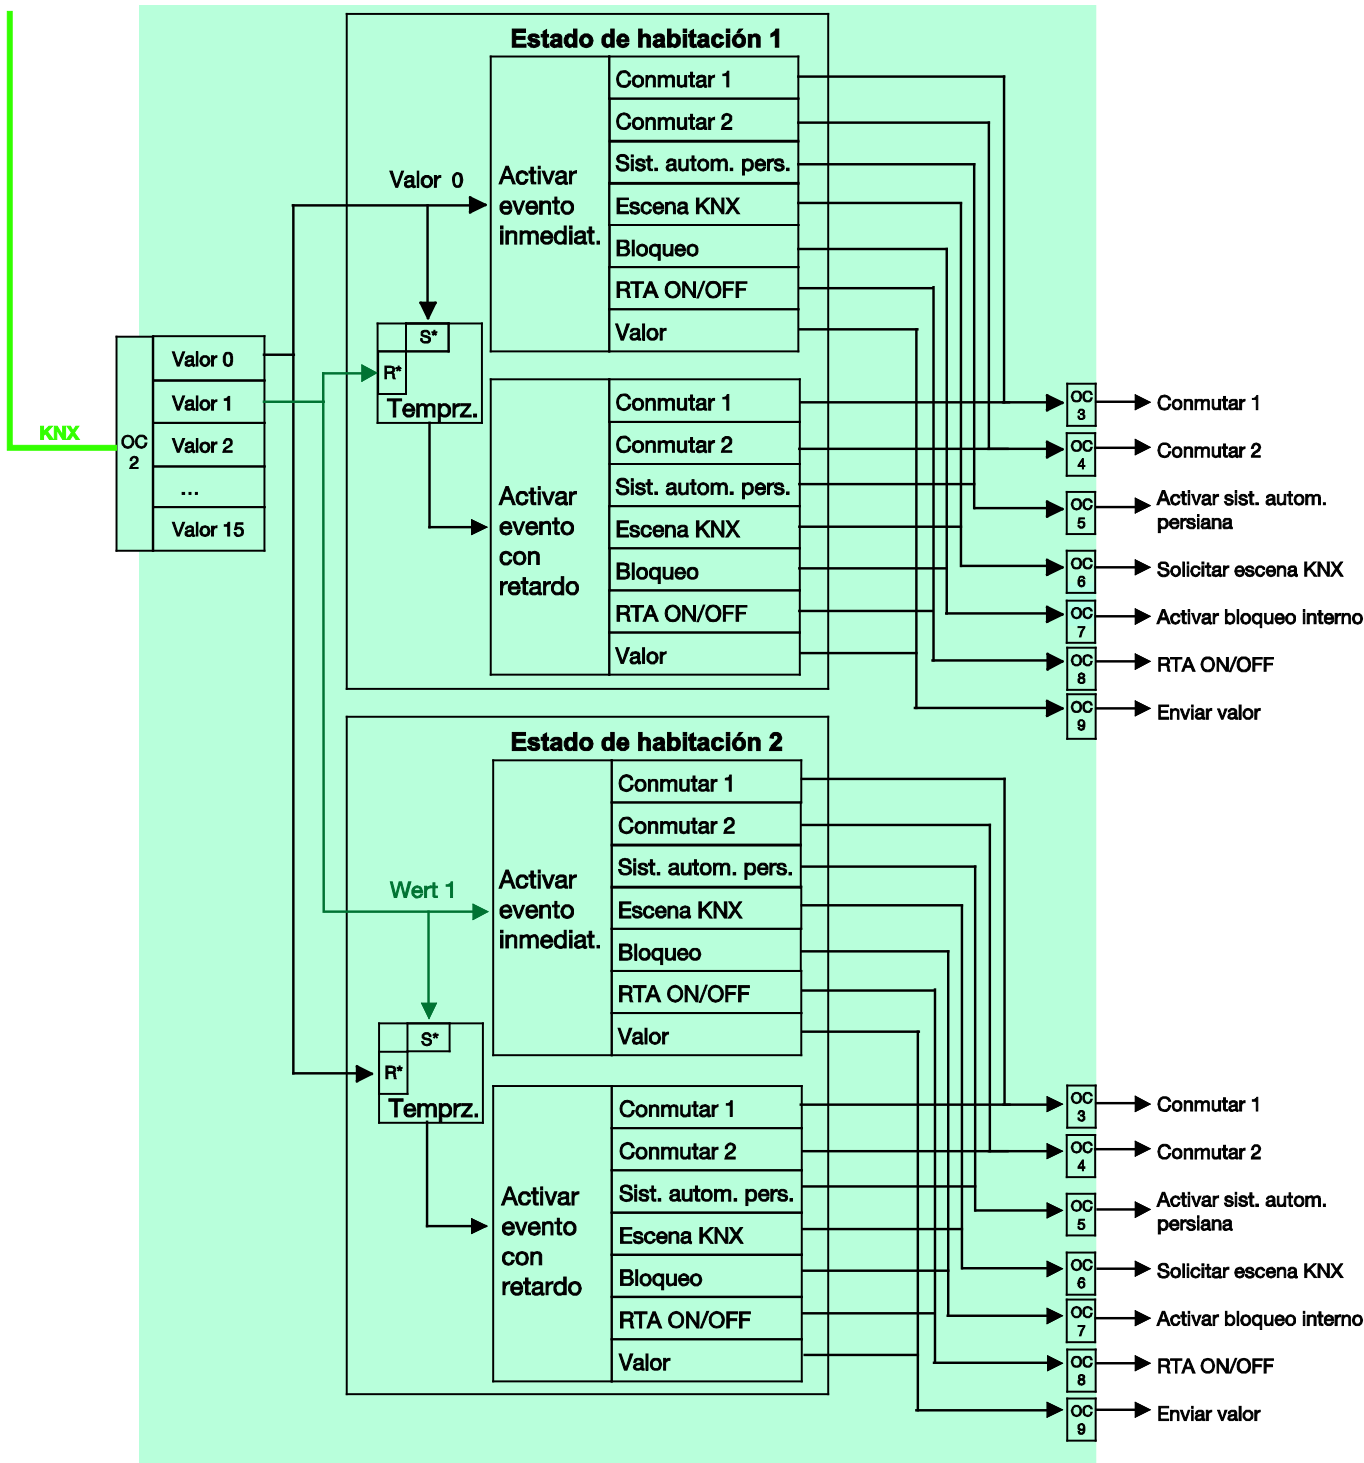 KNX
OC
2
Valor 0
Valor 1
Valor 2
...
Valor 15
Estado de habitación 1
Valor 0
S*
R*
Temprz.
Activar
evento
inmediat.
Conmutar 1
Conmutar 2
Sist. autom. pers.
Escena KNX
Bloqueo
RTA ON/OFF
Valor
Activar
evento
con
retardo
Conmutar 1
Conmutar 2
Sist. autom. pers.
Escena KNX
Bloqueo
RTA ON/OFF
Valor
OC
3
Conmutar 1
OC
4
Conmutar 2
OC
5
Activar sist. autom.
persiana
OC
6
Solicitar escena KNX
OC
7
Activar bloqueo interno
OC
8
RTA ON/OFF
OC
9
Enviar valor
Estado de habitación 2
Wert 1
S*
R*
Temprz.
Activar
evento
inmediat.
Conmutar 1
Conmutar 2
Sist. autom. pers.
Escena KNX
Bloqueo
RTA ON/OFF
Valor
Activar
evento
con
retardo
Conmutar 1
Conmutar 2
Sist. autom. pers.
Escena KNX
Bloqueo
RTA ON/OFF
Valor
OC
3
Conmutar 1
OC
4
Conmutar 2
OC
5
Activar sist. autom.
persiana
OC
6
Solicitar escena KNX
OC
7
Activar bloqueo interno
OC
8
RTA ON/OFF
OC
9
Enviar valor